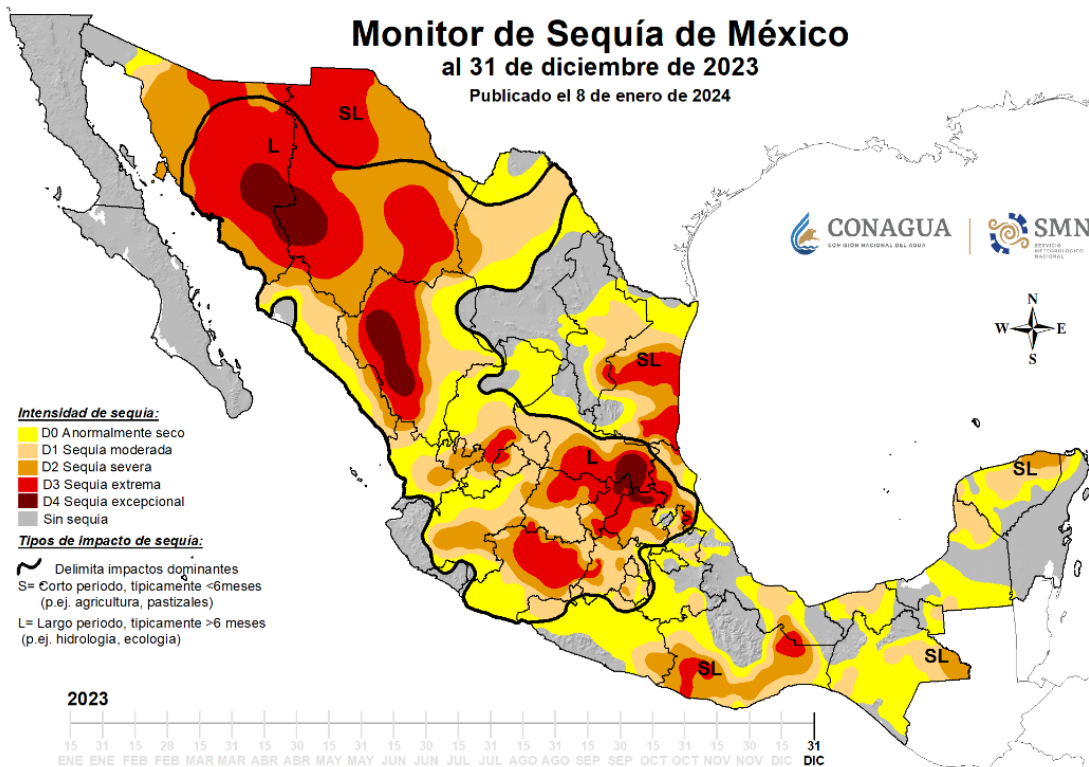 Monitor de Sequía de México
al 31 de diciembre de 2023
Publicado el 8 de enero de 2024
SL
L
CONAGUA
COMISIÓN NACIONAL DEL AGUA
SMN
SERVICIO
METEOROLÓGICO
NACIONAL
N
W E
S
SL
L
SL
SL
SL
Intensidad de sequía:
D0 Anormalmente seco
D1 Sequía moderada
D2 Sequía severa
D3 Sequía extrema
D4 Sequía excepcional
Sin sequía
Tipos de impacto de sequía:
Delimita impactos dominantes
S= Corto período, típicamente <6meses
(p.ej. agricultura, pastizales)
L= Largo periodo, típicamente >6 meses
(p.ej. hidrología, ecología)
2023
15 31 15 28 15 31 15 30 15 31 15 30 15 31 15 31 15 30 15 31 15 30 15 31
ENE ENE FEB FEB MAR MAR ABR ABR MAY MAY JUN JUN JUL JUL AGO AGO SEP SEP OCT OCT NOV NOV DIC DIC